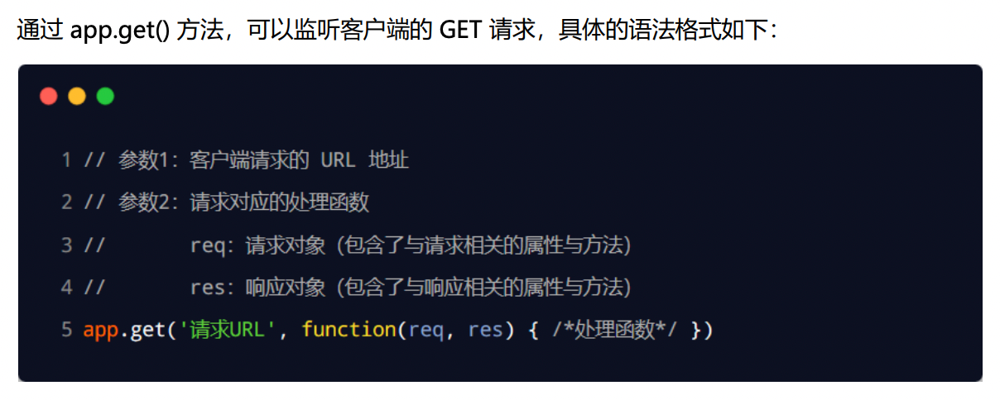 通过 app.get() 方法，可以监听客户端的 GET 请求，具体的语法格式如下：
1 // 参数1：客户端请求的 URL 地址
2 // 参数2：请求对应的处理函数
3 //       req：请求对象（包含了与请求相关的属性与方法）
4 //       res：响应对象（包含了与响应相关的属性与方法）
5 app.get('请求URL', function(req, res) { /*处理函数*/ })